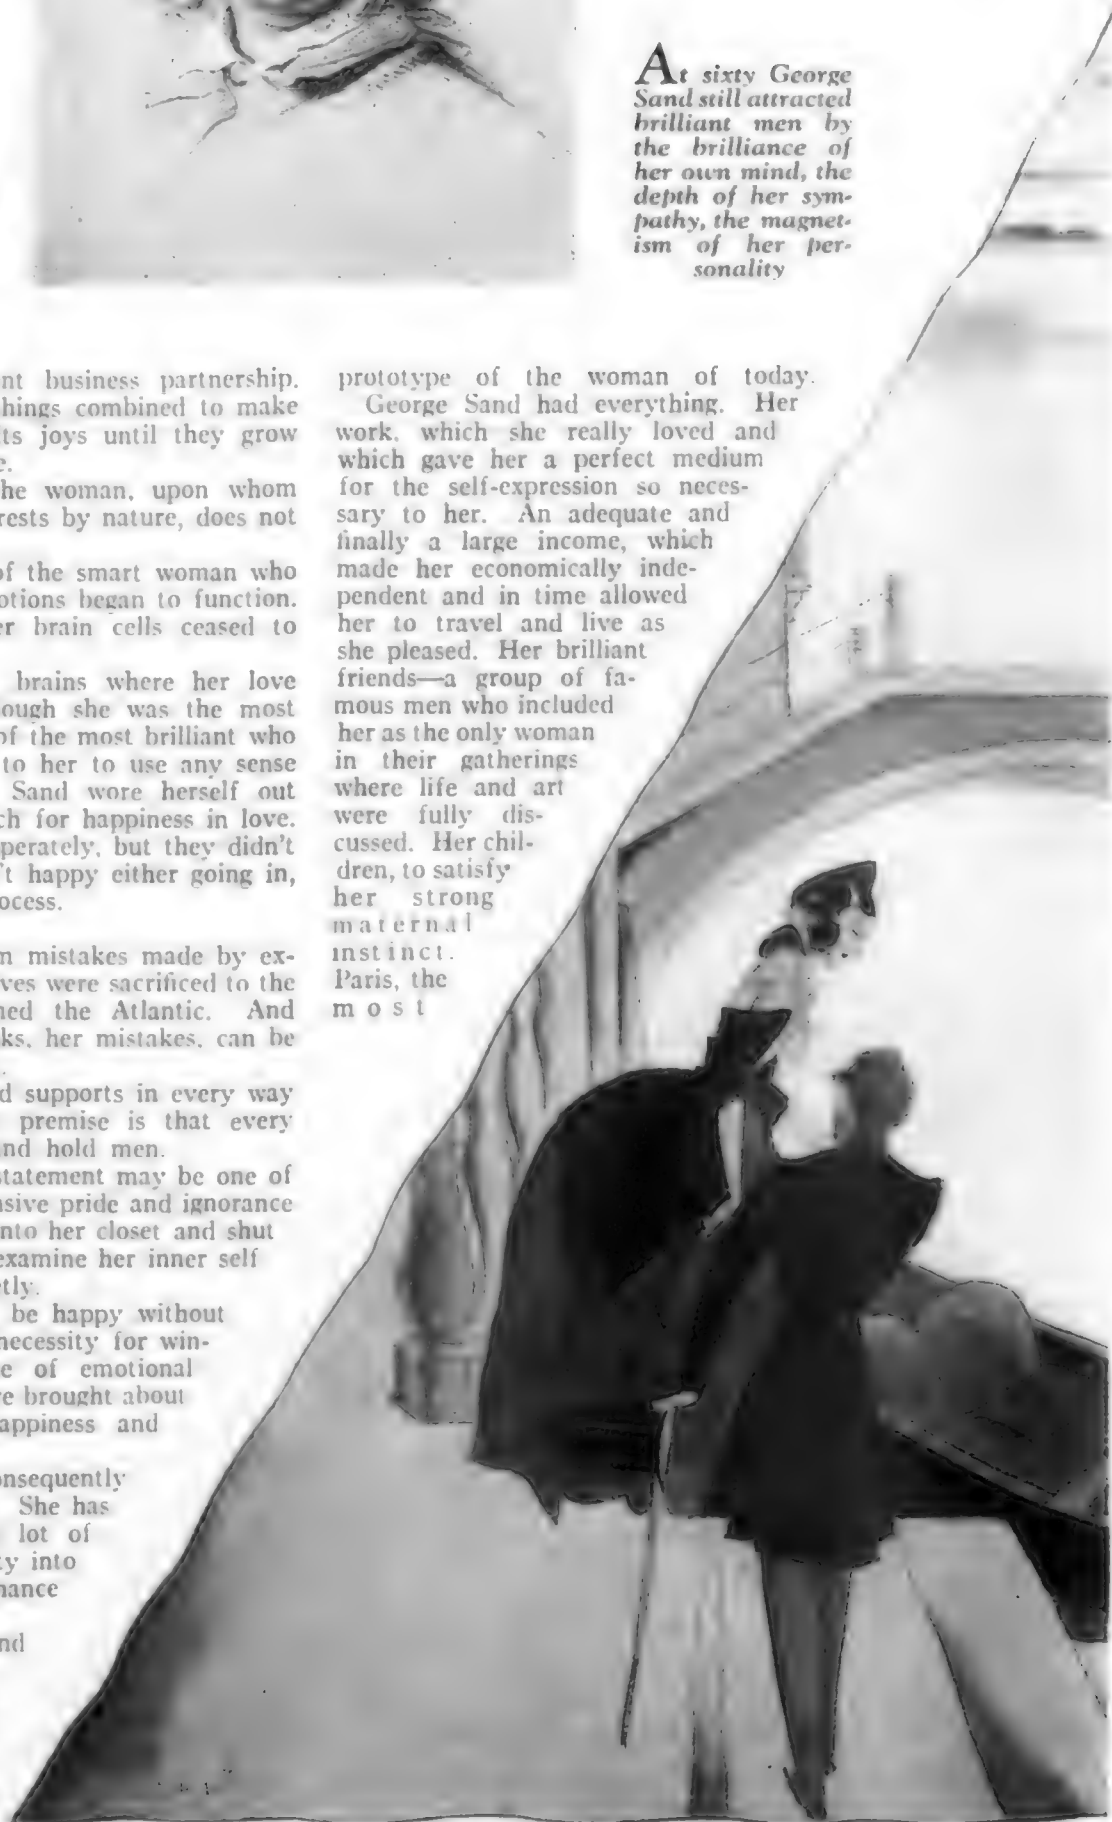 At sixty George
Sand still attracted
brilliant men by
the brilliance of
her own mind, the
depth of her sym-
pathy, the magnet-
ism of her per-
sonality
nt business partnership.
hings combined to make
ts joys until they grow
e.
he woman, upon whom
rests by nature, does not
of the smart woman who
otions began to function.
er brain cells ceased to
brains where her love
ough she was the most
of the most brilliant who
to her to use any sense
Sand wore herself out
ch for happiness in love.
perately, but they didn't
't happy either going in,
ocess.
n mistakes made by ex-
ves were sacrificed to the
ned the Atlantic. And
ks, her mistakes, can be
d supports in every way
premise is that every
and hold men.
statement may be one of
nsive pride and ignorance
into her closet and shut
examine her inner self
tly.
be happy without
necessity for win-
e of emotional
re brought about
appiness and
onsequently
She has
lot of
ty into
hance
nd
prototype of the woman of today.
George Sand had everything. Her
work, which she really loved and
which gave her a perfect medium
for the self-expression so neces-
sary to her. An adequate and
finally a large income, which
made her economically inde-
pendent and in time allowed
her to travel and live as
she pleased. Her brilliant
friends—a group of fa-
mous men who included
her as the only woman
in their gatherings
where life and art
were fully dis-
cussed. Her chil-
dren, to satisfy
her strong
maternal
instinct.
Paris, the
most